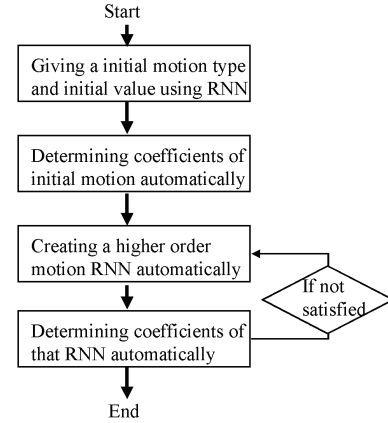 Start
Giving a initial motion type
and initial value using RNN
Determining coefficients of
initial motion automatically
Creating a higher order
motion RNN automatically
If not
satisfied
Determining coefficients of
that RNN automatically
End